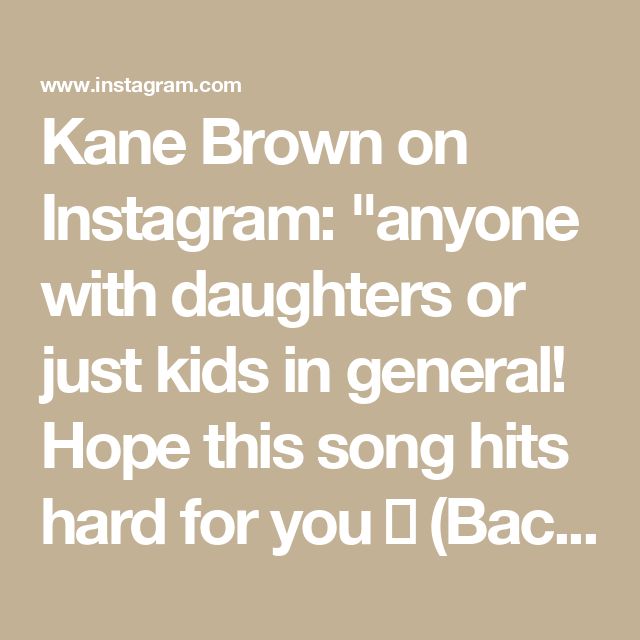 www.instagram.com
Kane Brown on
Instagram: "anyone
with daughters or
just kids in general!
Hope this song hits
hard for you (Bac...